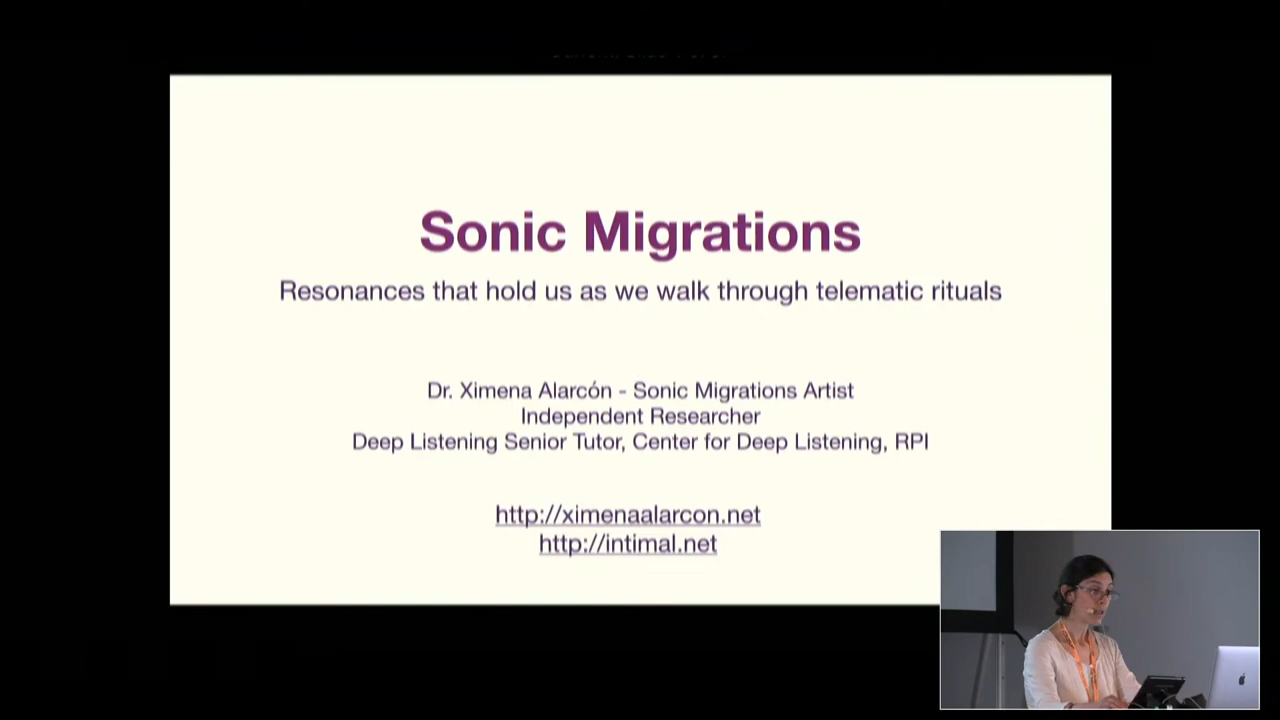 Sonic Migrations
Resonances that hold us as we walk through telematic rituals
Dr. Ximena Alarcón - Sonic Migrations Artist
Independent Researcher
Deep Listening Senior Tutor, Center for Deep Listening, RPI
http://ximenaalarcon.net
http://intimal.net